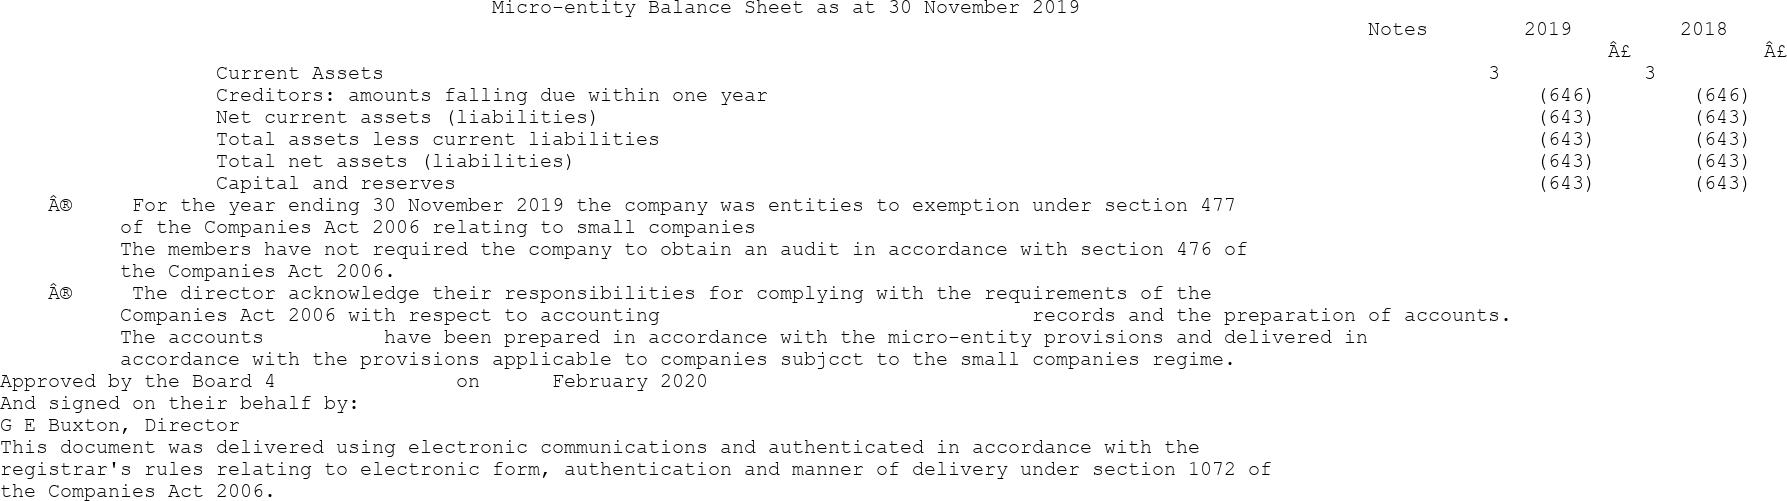 Micro-entity Balance Sheet as at 30 November 2019
Notes 2019 2018
Â£ Â£
Current Assets 3 3
Creditors: amounts falling due within one year (646) (646)
Net current assets (liabilities) (643) (643)
Total assets less current liabilities (643) (643)
Total net assets (liabilities) (643) (643)
Capital and reserves (643) (643)
Â® For the year ending 30 November 2019 the company was entities to exemption under section 477
of the Companies Act 2006 relating to small companies
The members have not required the company to obtain an audit in accordance with section 476 of
the Companies Act 2006.
Â® The director acknowledge their responsibilities for complying with the requirements of the
Companies Act 2006 with respect to accounting records and the preparation of accounts.
The accounts have been prepared in accordance with the micro-entity provisions and delivered in
accordance with the provisions applicable to companies subjcct to the small companies regime.
Approved by the Board 4 on February 2020
And signed on their behalf by:
G E Buxton, Director
This document was delivered using electronic communications and authenticated in accordance with the
registrar's rules relating to electronic form, authentication and manner of delivery under section 1072 of
the Companies Act 2006.